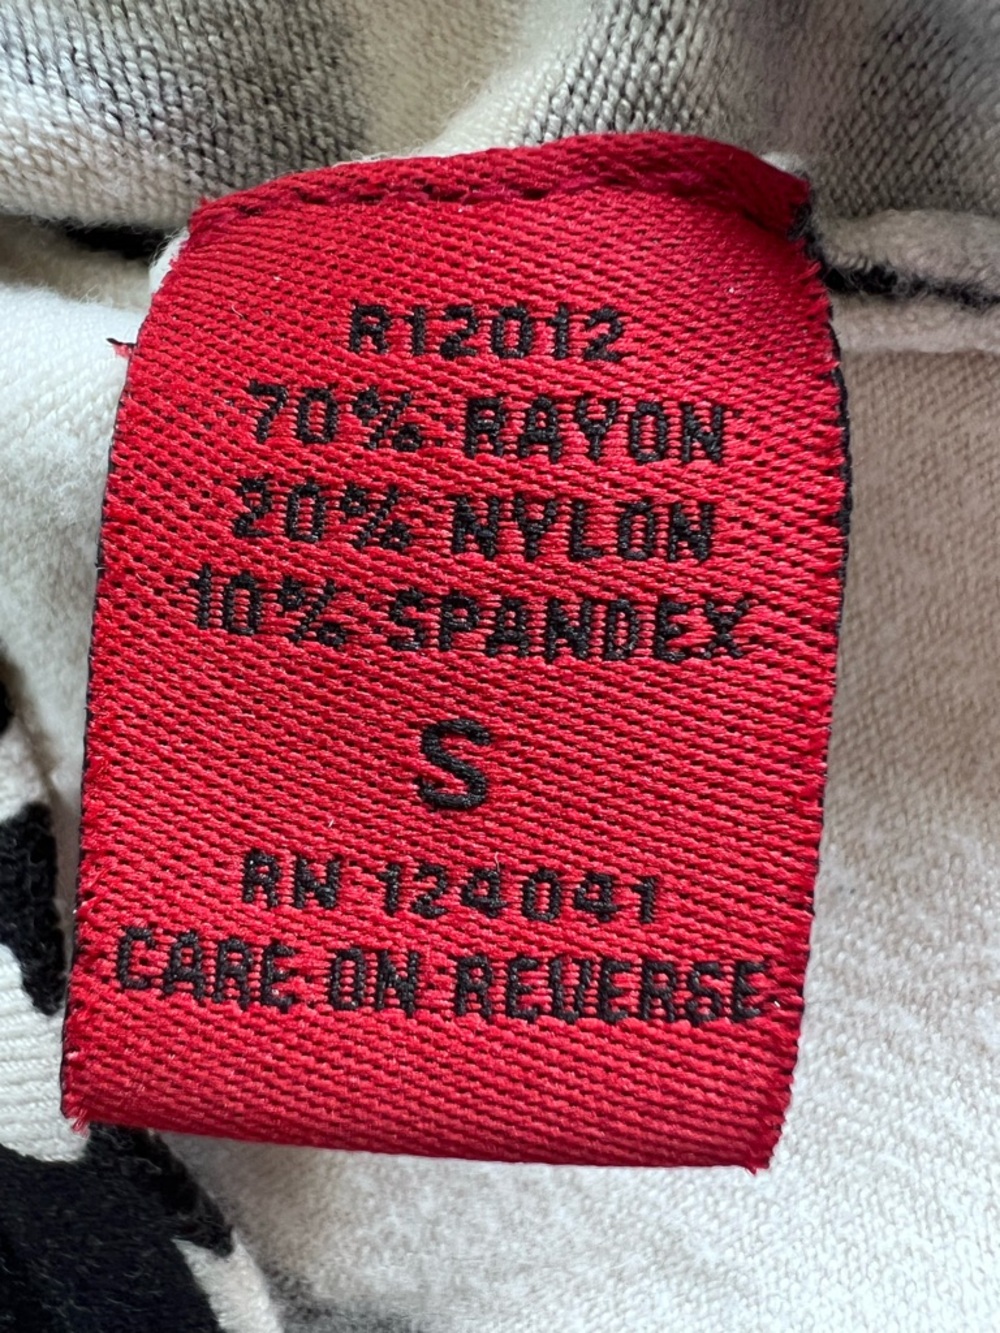 R12012
70% RAYON
20% NYLON
10% SPANDEX
S
RN 124041
CARE ON REVERSE